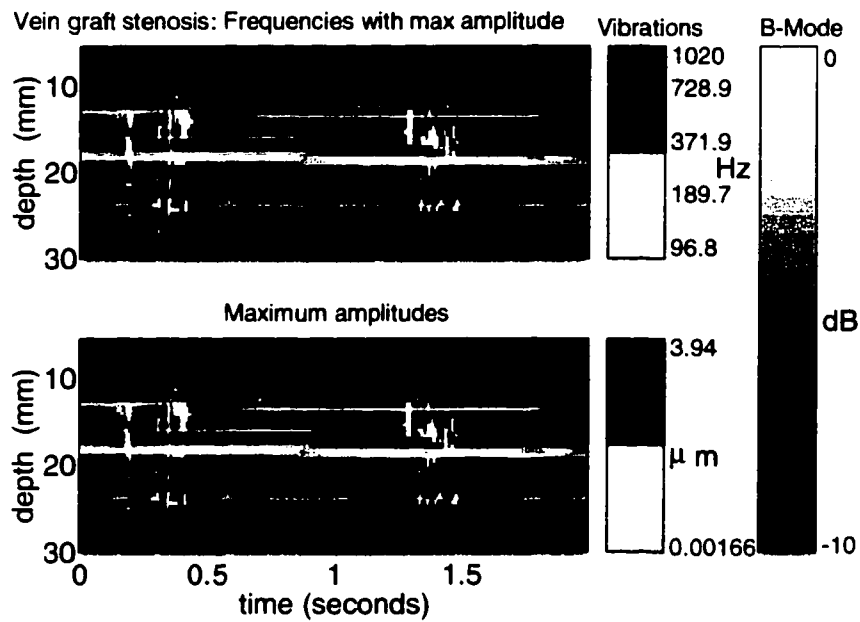 Vein graft stenosis: Frequencies with max amplitude
Vibrations
B-Mode
10
20
30
depth (mm)
1020
728.9
371.9
Hz
189.7
96.8
0
dB
-10
Maximum amplitudes
10
20
30
depth (mm)
3.94
μ m
0.00166
0
0.5
1
1.5
time (seconds)